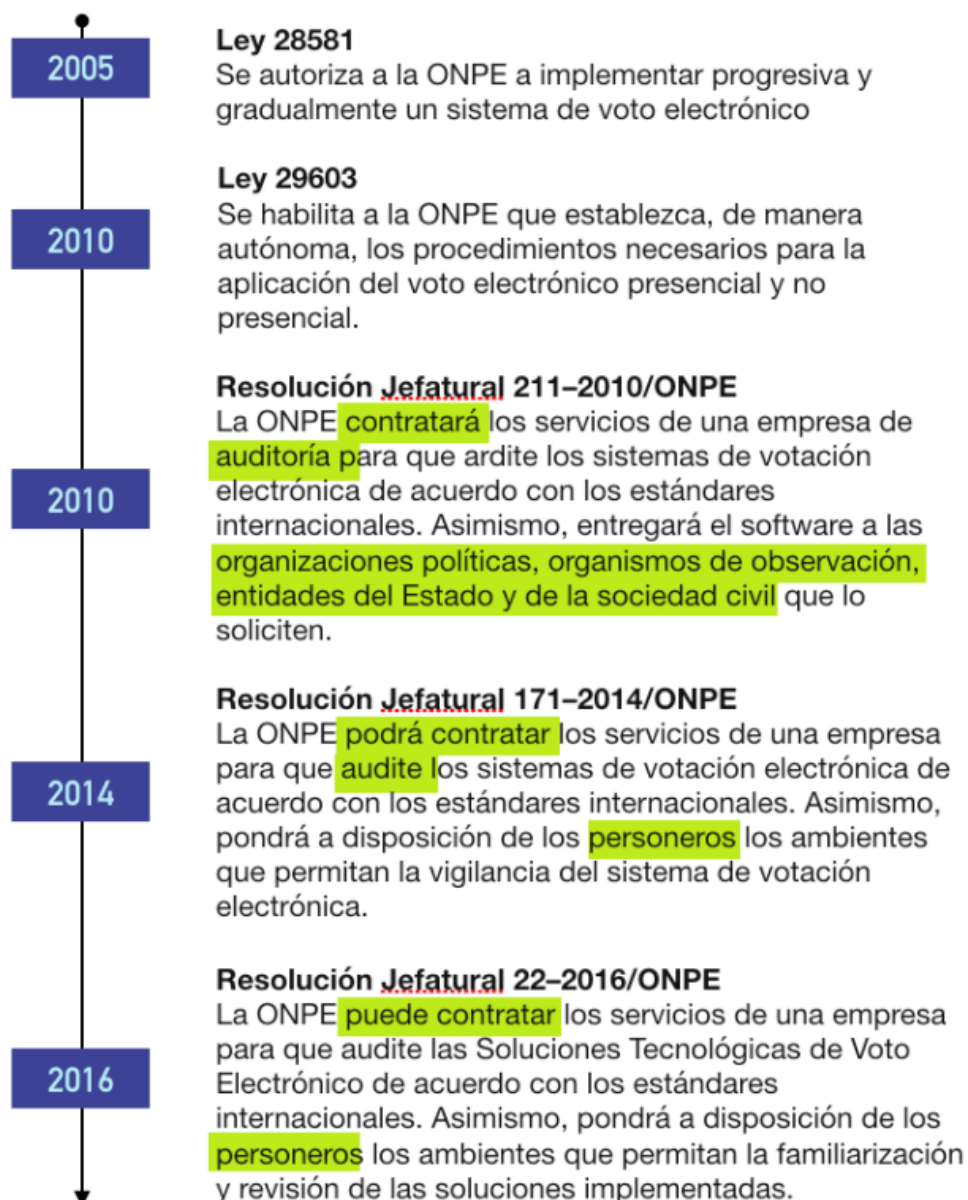 2005
Ley 28581
Se autoriza a la ONPE a implementar progresiva y
gradualmente un sistema de voto electrónico
2010
Ley 29603
Se habilita a la ONPE que establezca, de manera
autónoma, los procedimientos necesarios para la
aplicación del voto electrónico presencial y no
presencial.
2010
Resolución Jefatural 211–2010/ONPE
La ONPE contratará los servicios de una empresa de
auditoría para que ardite los sistemas de votación
electrónica de acuerdo con los estándares
internacionales. Asimismo, entregará el software a las
organizaciones políticas, organismos de observación,
entidades del Estado y de la sociedad civil que lo
soliciten.
2014
Resolución Jefatural 171–2014/ONPE
La ONPE podrá contratar los servicios de una empresa
para que audite los sistemas de votación electrónica de
acuerdo con los estándares internacionales. Asimismo,
pondrá a disposición de los personeros los ambientes
que permitan la vigilancia del sistema de votación
electrónica.
2016
Resolución Jefatural 22–2016/ONPE
La ONPE puede contratar los servicios de una empresa
para que audite las Soluciones Tecnológicas de Voto
Electrónico de acuerdo con los estándares
internacionales. Asimismo, pondrá a disposición de los
personeros los ambientes que permitan la familiarización
y revisión de las soluciones implementadas.